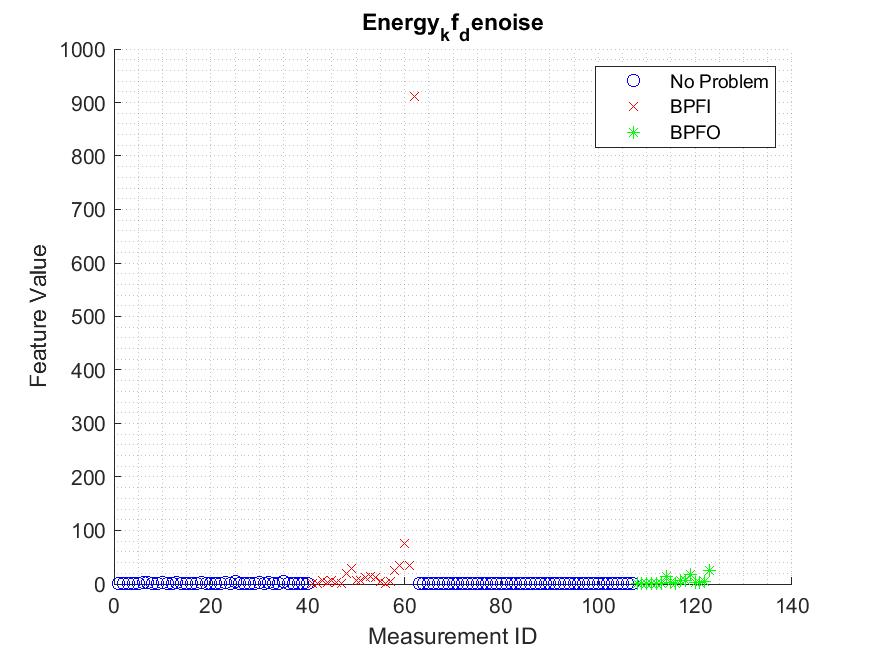 Energy_k f_d enoise
1000
900
800
700
600
500
400
300
200
100
0
Feature Value
No Problem
BPFI
BPFO
0 20 40 60 80 100 120 140
Measurement ID